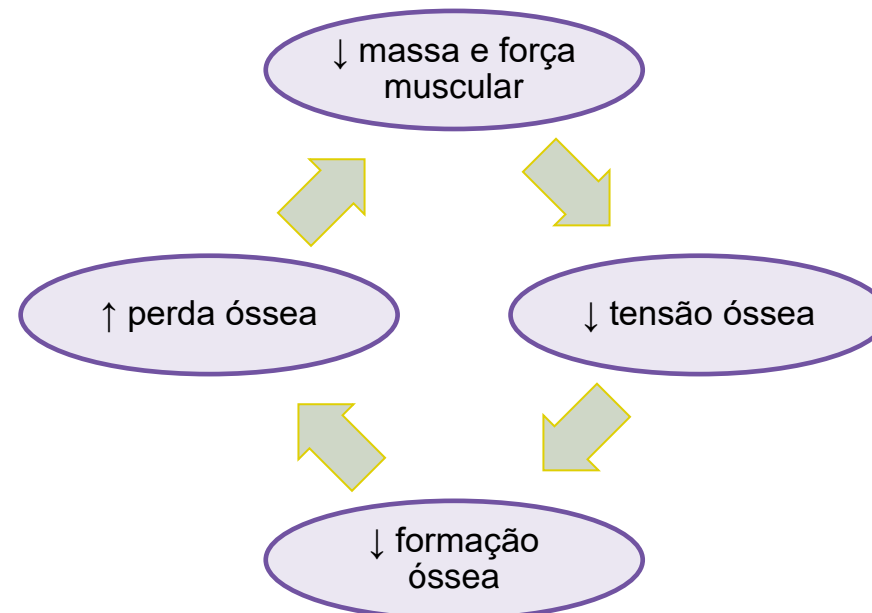 ↓ massa e força
muscular
↑ perda óssea
↓ tensão óssea
↓ formação
óssea